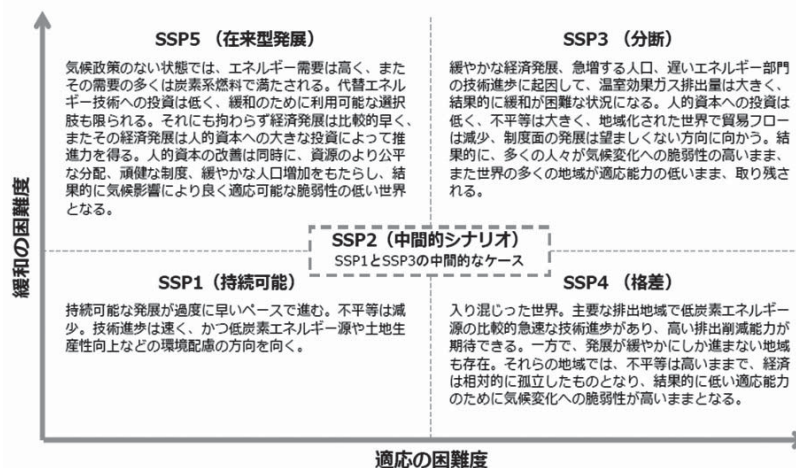 SSP5 (在来型発展)
気候政策のない状態では、エネルギー需要は高く、また
その需要の多くは炭素系燃料で満たされる。代替エネ
ルギー技術への投資は低く、緩和のために利用可能な選択
肢も限られる。それにも拘わらず経済発展は比較的早く、
またその経済発展は人的資本への大きな投資によって推
進力を得る。人的資本の改善は同時に、資源のより公平
な分配、頑健な制度、緩やかな人口増加をもたらし、結
果的に気候影響により良く適応可能な脆弱性の低い世界
となる。
SSP3 (分断)
緩やかな経済発展、急増する人口、遅いエネルギー部門
の技術進歩に起因して、温室効果ガス排出量は大きく、
結果的に緩和が困難な状況になる。人的資本への投資は
低く、不平等は大きく、地域化された世界で貿易フロー
は減少、制度面の発展は望ましくない方向に向かう。結
果的に、多くの人々が気候変化への脆弱性の高いまま、
また世界の多くの地域が適応能力の低いまま、取り残さ
れる。
SSP2(中間的シナリオ)
SSP1とSSP3の中間的なケース
SSP1 (持続可能)
持続可能な発展が過度に早いペースで進む。不平等は減
少。技術進歩は速く、かつ低炭素エネルギー源や土地生
産性向上などの環境配慮の方向を向く。
SSP4 (格差)
入り混じった世界。主要な排出地域で低炭素エネルギー
源の比較的急速な技術進歩があり、高い排出削減能力が
期待できる。一方で、発展が緩やかにしか進まない地域
も存在。それらの地域では、不平等は高いままで、経済
は相対的に孤立したものとなり、結果的に低い適応能力
のために気候変化への脆弱性が高いままとなる。
緩和の困難度
適応の困難度